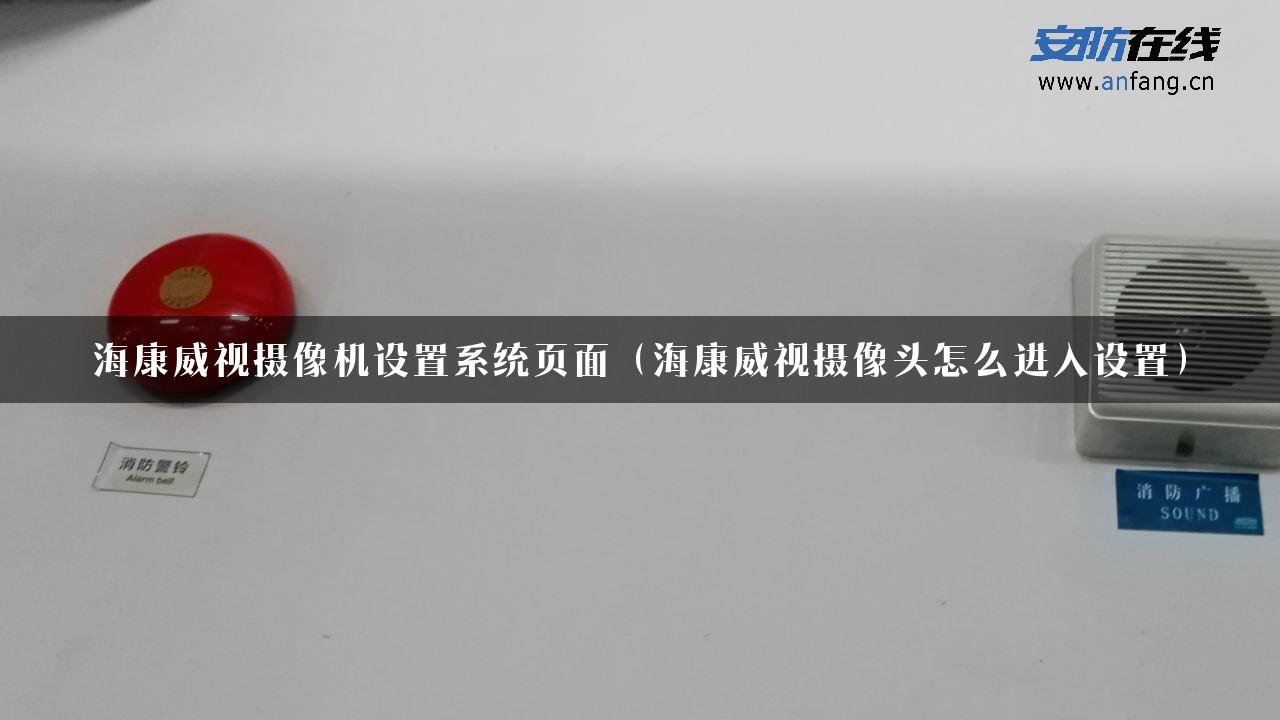 安防在线
www.anfang.cn
海康威视摄像机设置系统页面（海康威视摄像头怎么进入设置）
消防警铃
Alarm bell
消防广播
SOUND